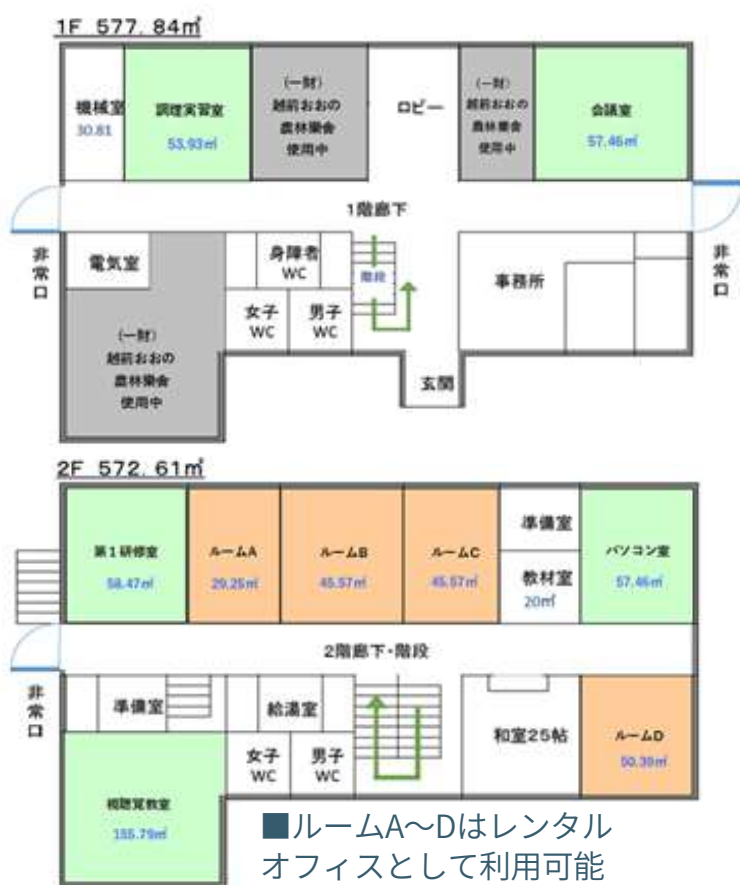 1F 577.84㎡
機械室
30.81
調理実習室
53.93㎡
(一財)
越前おおの
農林樂舎
使用中
ロビー
(一財)
越前おおの
農林樂舎
使用中
会議室
57.46㎡
1階廊下
非常口
電気室
身障者
WC
階段
事務所
非常口
女子
WC
男子
WC
(一財)
越前おおの
農林樂舎
使用中
玄関
2F 572.61㎡
第1研修室
58.47㎡
ルームA
29.25㎡
ルームB
45.57㎡
ルームC
45.57㎡
準備室
教材室
20㎡
パソコン室
57.46㎡
2階廊下・階段
非常口
準備室
給湯室
和室25帖
ルームD
50.39㎡
女子
WC
男子
WC
視聴覚教室
155.79㎡
■ルームA～Dはレンタル
オフィスとして利用可能